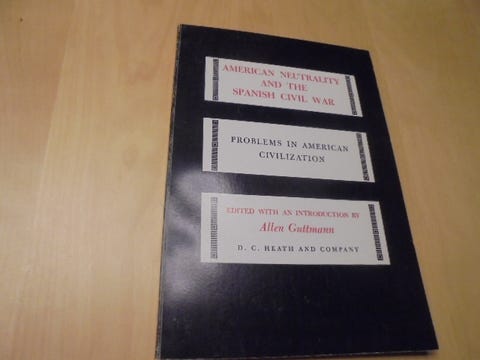 AMERICAN NEUTRALITY
AND THE
SPANISH CIVIL WAR
PROBLEMS IN AMERICAN
CIVILIZATION
EDITED WITH AN INTRODUCTION BY
Allen Guttmann
D. C. HEATH AND COMPANY